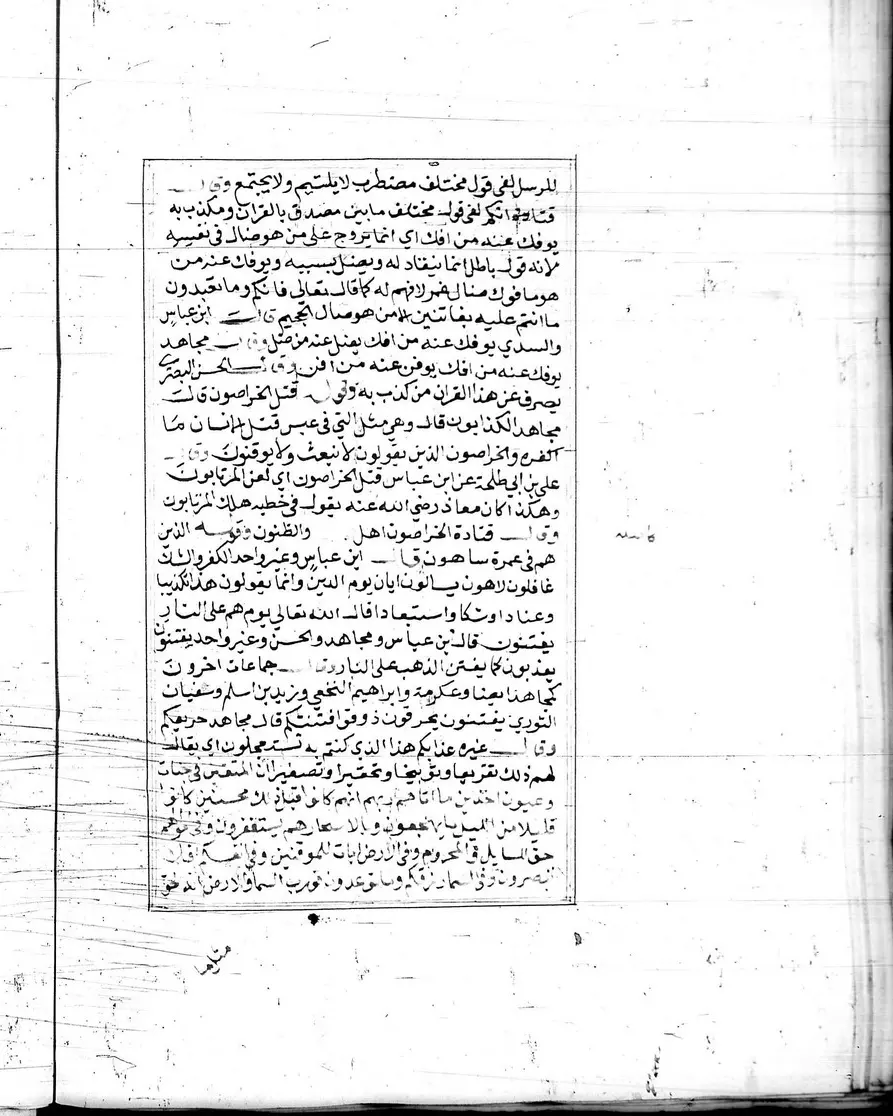 للرسل لفى قول مختلف مضطرب لا يلتيم ولا يجتمع وقال
قتادة انكم لفى قول مختلف ما بين مصدق بالقران ومكذب به
يوفك عنه من افك اي انما يروج على من هو ضال في نفسه
لانه قول باطل انما ينقاد له ويضل بسببه ويوفك عنه من
هو مافوك ضال غمر لا فهم له كما قال تعالى فانكم وما تعبدون
ما انتم عليه بفاتنين الا من هو صال الجحيم قال ابن عباس
والسدي يوفك عنه من افك يضل عنه من ضل وقال مجاهد
يوفك عنه من افك يوفن عنه من افن وقال الحسن البصري
يصرف عن هذا القران من كذب به وقوله قتل الخراصون قال
مجاهد الكذابون قال وهي مثل التي في عبس قتل الانسان ما
اكفره والخراصون الذين يقولون لا نبعث ولا يوقنون وقال
علي بن ابي طلحة عن ابن عباس قتل الخراصون اي لعن المرتابون
وهكذا كان معاذ رضي الله عنه يقول في خطبه هلك المرتابون
وقال قتادة الخراصون اهل والظنون وقوله الذين
هم في غمرة ساهون قال ابن عباس وغير واحد الكفر والشك
غافلون لاهون يسالون ايان يوم الدين وانما يقولون هذا تكذيبا
وعنادا وشكا واستبعادا قال الله تعالى يوم هم على النار
يفتنون قال ابن عباس ومجاهد والحسن وغير واحد يفتنون
يعذبون كما يفتن الذهب على النار وقال جماعات اخرون
كمجاهد ايضا وعكرمة وابراهيم النخعي وزيد بن اسلم وسفيان
الثوري يفتنون يحرقون ذوقوا فتنتكم قال مجاهد حريقكم
وقال غيره عذابكم هذا الذي كنتم به تستعجلون اي يقال
لهم ذلك تقريعا وتوبيخا وتحقيرا وتصغيرا ان المتقين في جنات
وعيون اخذين ما اتاهم ربهم انهم كانوا قبل ذلك محسنين كانوا
قليلا من الليل ما يهجعون وبالاسحار هم يستغفرون وفي اموالهم
حق للسايل والمحروم وفي الارض ايات للموقنين وفي انفسكم افلا
تبصرون وفي السما رزقكم وما توعدون فورب السما والارض انه لحق